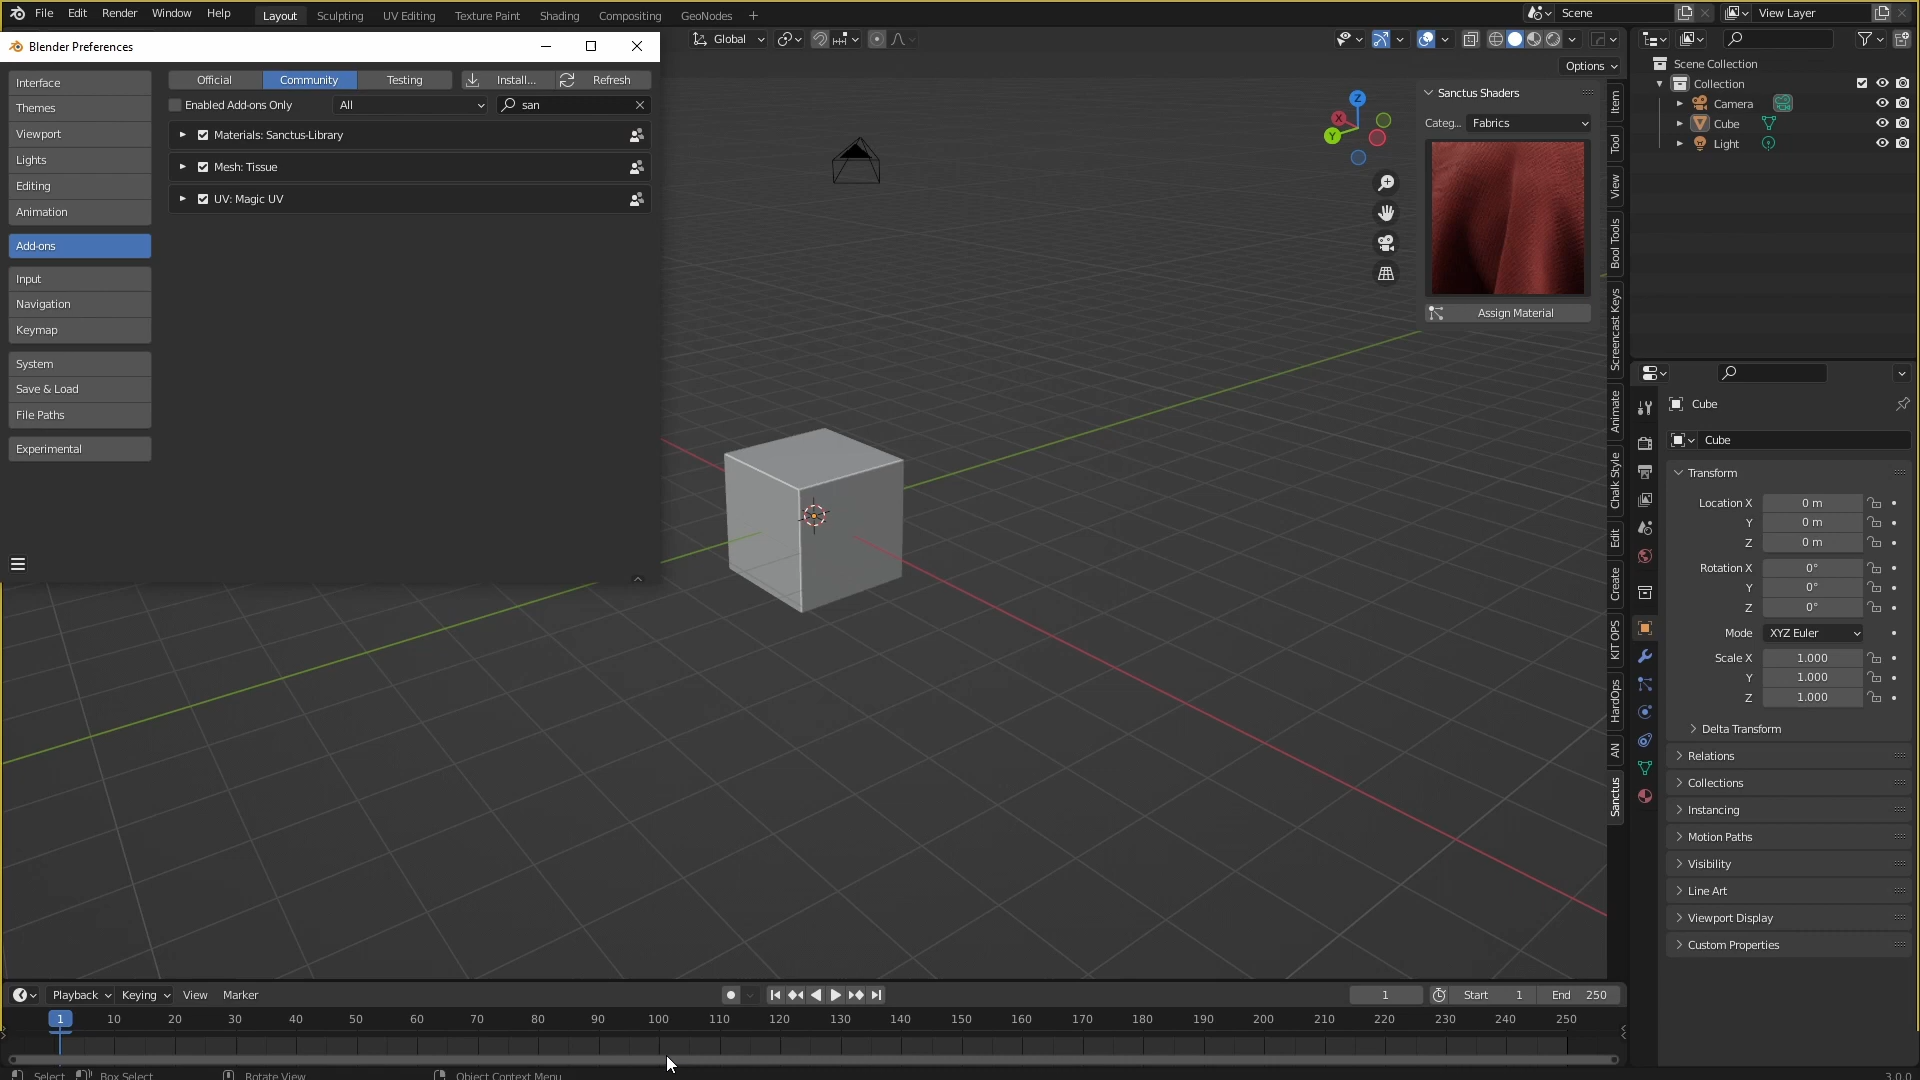 File Edit Render Window Help Layout Sculpting UV Editing Texture Paint Shading Compositing GeoNodes + Scene View Layer
Blender Preferences
Global
Options
Interface
Themes
Viewport
Lights
Editing
Animation
Add-ons
Input
Navigation
Keymap
System
Save & Load
File Paths
Experimental
Official Community Testing Install... Refresh
Enabled Add-ons Only All san
Materials: Sanctus-Library
Mesh: Tissue
UV: Magic UV
Z
X
Y
Sanctus Shaders
Categ... Fabrics
Assign Material
Item
Tool
View
Bool Tools
Screencast Keys
Animate
Chalk Style
Edit
Create
KIT OPS
HardOps
AN
Sanctus
Scene Collection
Collection
Camera
Cube
Light
Cube
Cube
Transform
Location X 0 m
Y 0 m
Z 0 m
Rotation X 0°
Y 0°
Z 0°
Mode XYZ Euler
Scale X 1.000
Y 1.000
Z 1.000
Delta Transform
Relations
Collections
Instancing
Motion Paths
Visibility
Line Art
Viewport Display
Custom Properties
Playback Keying View Marker 1 Start 1 End 250
1 10 20 30 40 50 60 70 80 90 100 110 120 130 140 150 160 170 180 190 200 210 220 230 240 250
Select Box Select Rotate View Object Context Menu 3.0.0